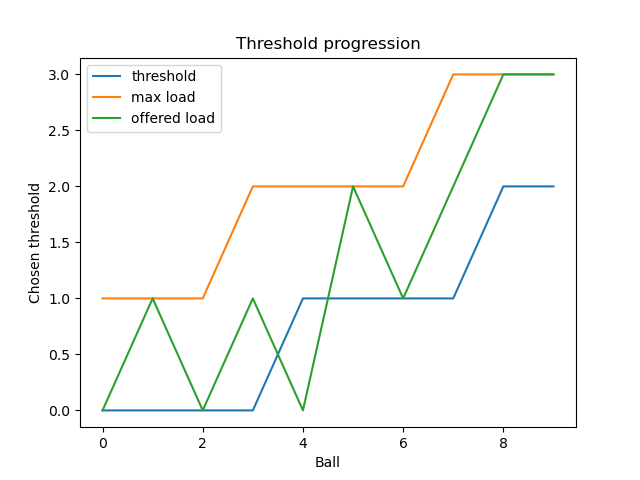 Threshold progression
threshold
max load
offered load
Chosen threshold
3.0
2.5
2.0
1.5
1.0
0.5
0.0
0 2 4 6 8
Ball